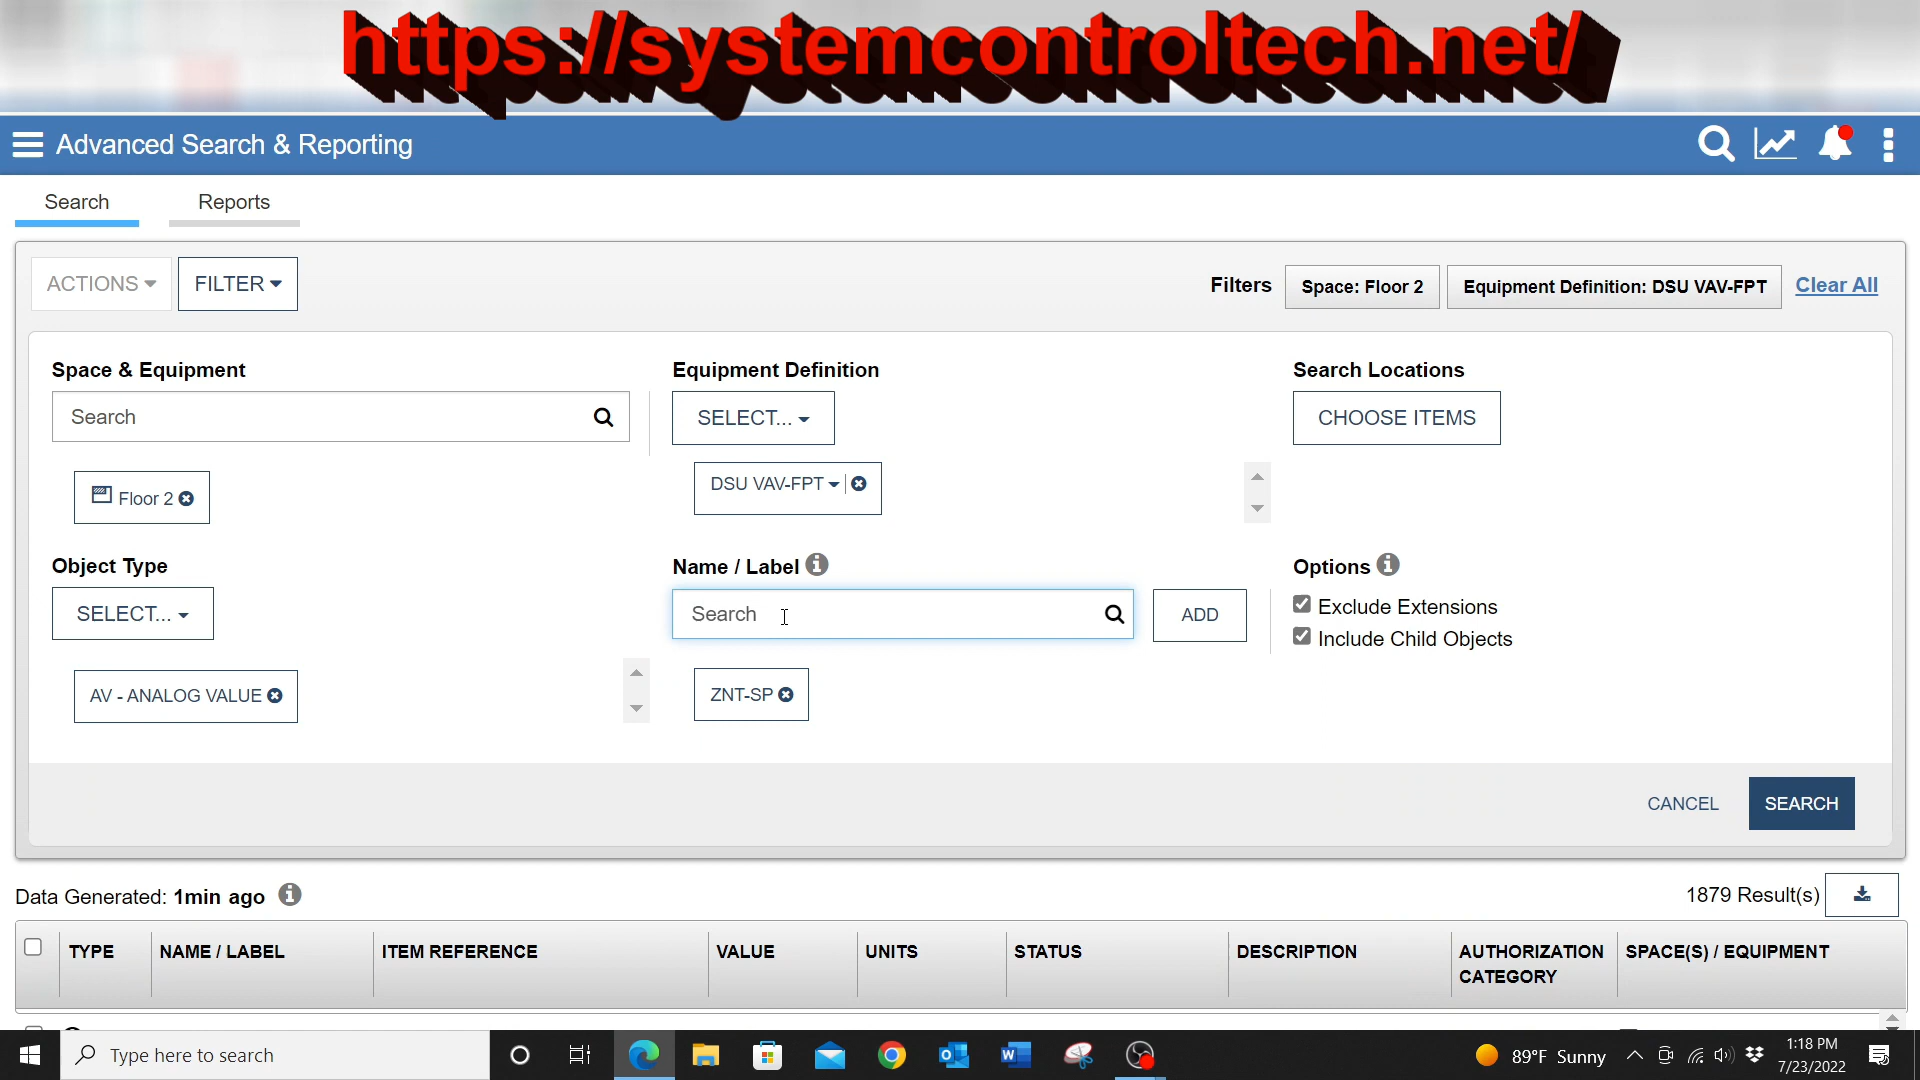 https://systemcontroltech.net/
Advanced Search & Reporting
Search Reports
ACTIONS FILTER Filters Space: Floor 2 Equipment Definition: DSU VAV-FPT Clear All
Space & Equipment Equipment Definition Search Locations
Search SELECT... CHOOSE ITEMS
Floor 2 DSU VAV-FPT
Object Type Name / Label Options
SELECT... Search ADD Exclude Extensions
Include Child Objects
AV - ANALOG VALUE ZNT-SP
CANCEL SEARCH
Data Generated: 1min ago 1879 Result(s)
TYPE NAME / LABEL ITEM REFERENCE VALUE UNITS STATUS DESCRIPTION AUTHORIZATION CATEGORY SPACE(S) / EQUIPMENT
Type here to search 89°F Sunny 1:18 PM
7/23/2022